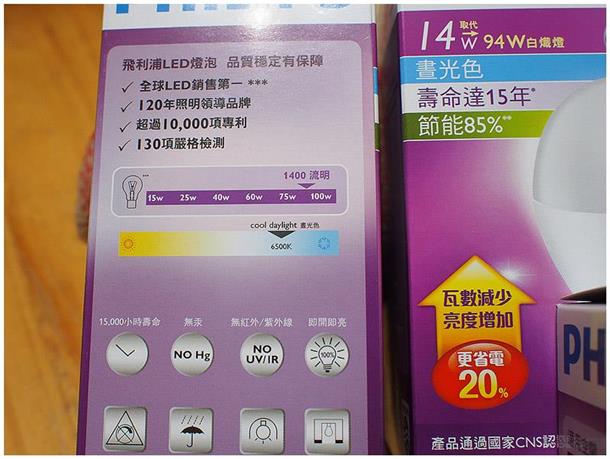 飛利浦LED燈泡 品質穩定有保障
✓ 全球LED銷售第一 ***
✓ 120年照明領導品牌
✓ 超過10,000項專利
✓ 130項嚴格檢測
1400 流明
15w 25w 40w 60w 75w 100w
cool daylight 晝光色
6500K
15,000小時壽命 無汞 無紅外/紫外線 即開即亮
NO Hg
NO UV/IR
100%
取代
14W 94W白熾燈
晝光色
壽命達15年*
節能85%**
瓦數減少
亮度增加
更省電
20%
PH
產品通過國家CNS認